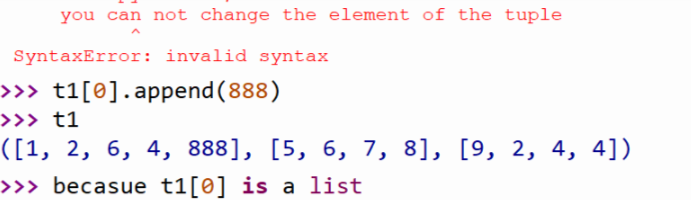 you can not change the element of the tuple
^
SyntaxError: invalid syntax
>>> t1[0].append(888)
>>> t1
([1, 2, 6, 4, 888], [5, 6, 7, 8], [9, 2, 4, 4])
>>> becasue t1[0] is a list